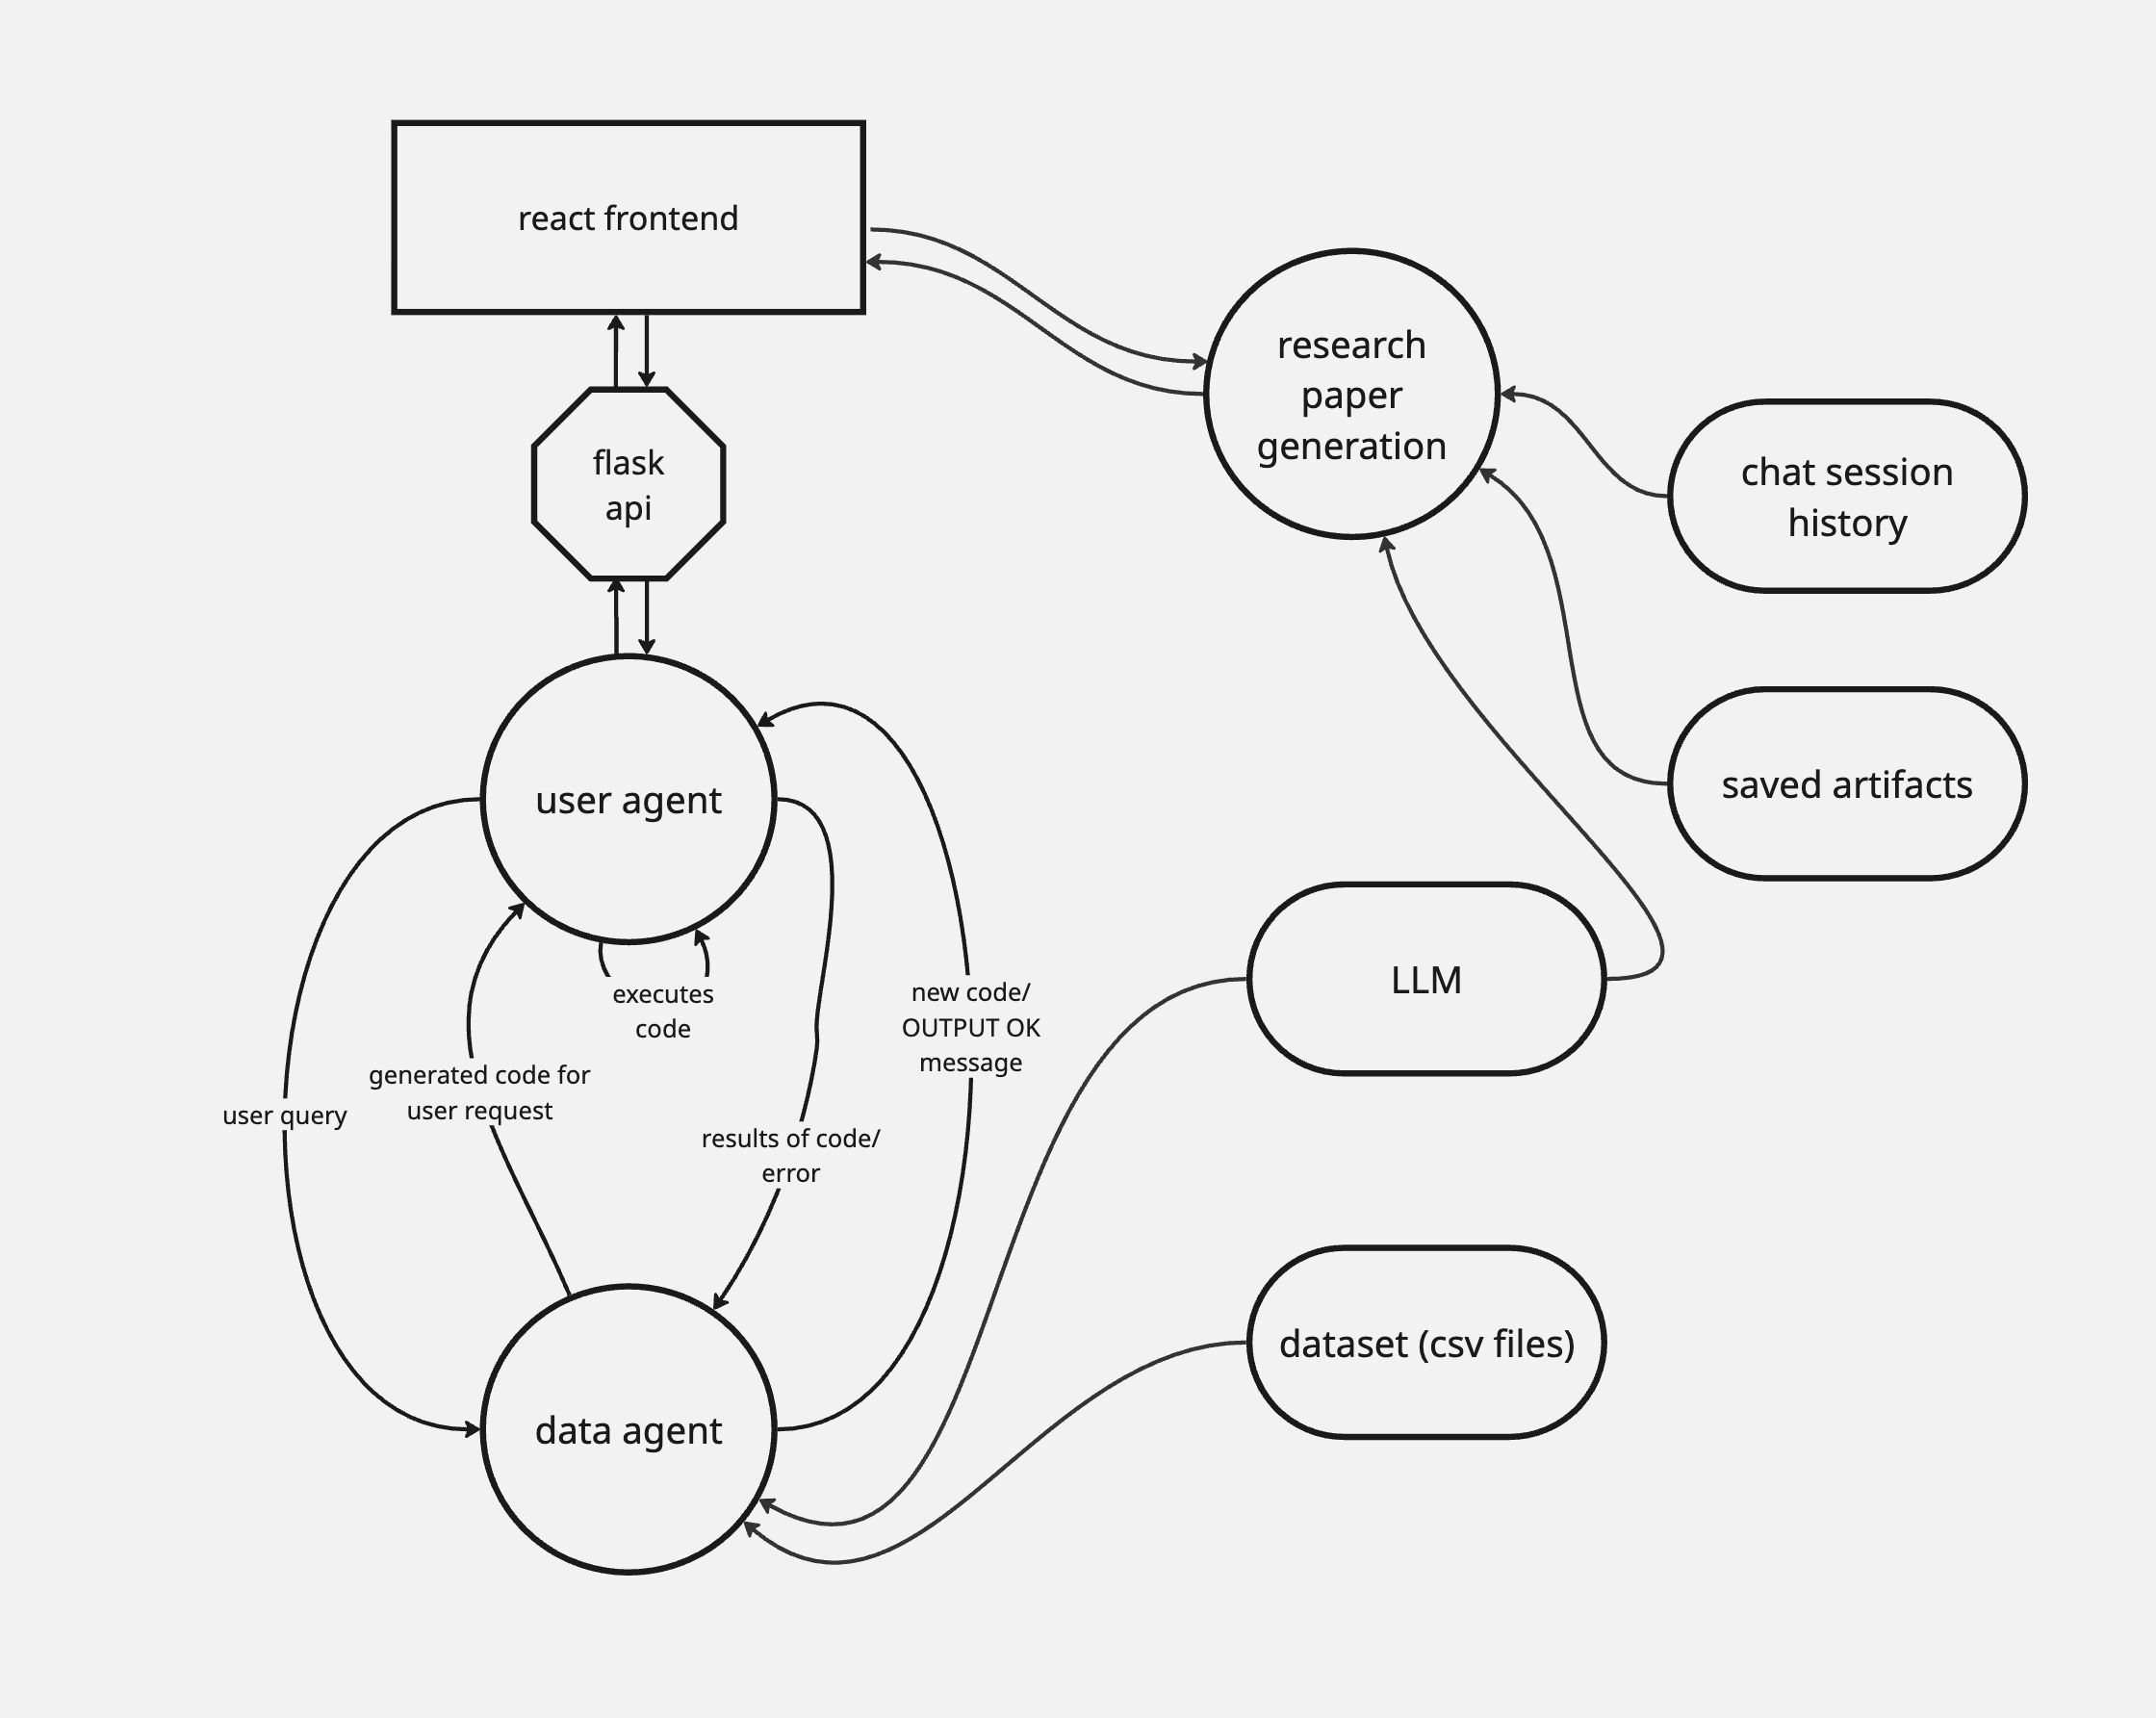 react frontend
flask
api
research
paper
generation
chat session
history
saved artifacts
user agent
executes
code
new code/
OUTPUT OK
message
LLM
generated code for
user request
user query
results of code/
error
dataset (csv files)
data agent